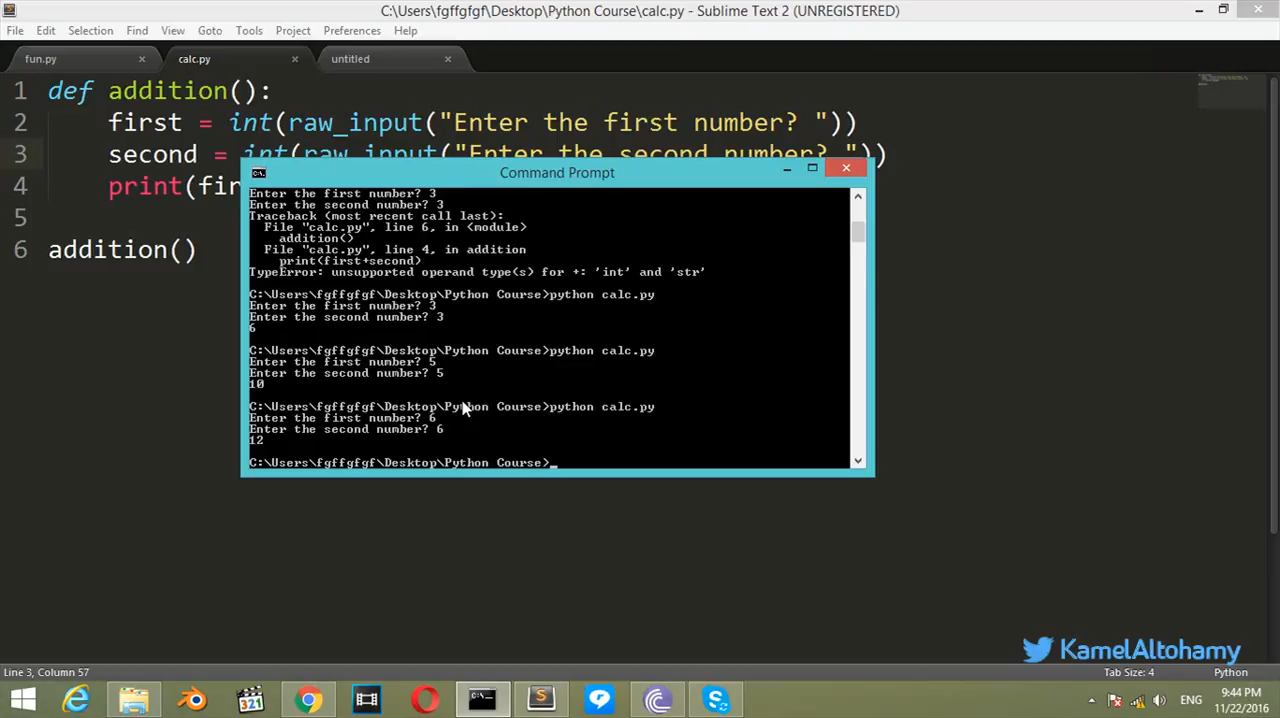 C:\Users\fgffgfgf\Desktop\Python Course\calc.py - Sublime Text 2 (UNREGISTERED)
File Edit Selection Find View Goto Tools Project Preferences Help
fun.py calc.py untitled
1 def addition():
2 first = int(raw_input("Enter the first number? "))
3 second = int(raw_input("Enter the second number? "))
4 print(fir
5
6 addition()
Command Prompt
Enter the first number? 3
Enter the second number? 3
Traceback (most recent call last):
File "calc.py", line 6, in <module>
addition()
File "calc.py", line 4, in addition
print(first+second)
TypeError: unsupported operand type(s) for +: 'int' and 'str'
C:\Users\fgffgfgf\Desktop\Python Course>python calc.py
Enter the first number? 3
Enter the second number? 3
6
C:\Users\fgffgfgf\Desktop\Python Course>python calc.py
Enter the first number? 5
Enter the second number? 5
10
C:\Users\fgffgfgf\Desktop\Python Course>python calc.py
Enter the first number? 6
Enter the second number? 6
12
C:\Users\fgffgfgf\Desktop\Python Course>_
KamelAltohamy
Line 3, Column 57 Tab Size: 4 Python
321
C:\.
ENG
9:44 PM
11/22/2016